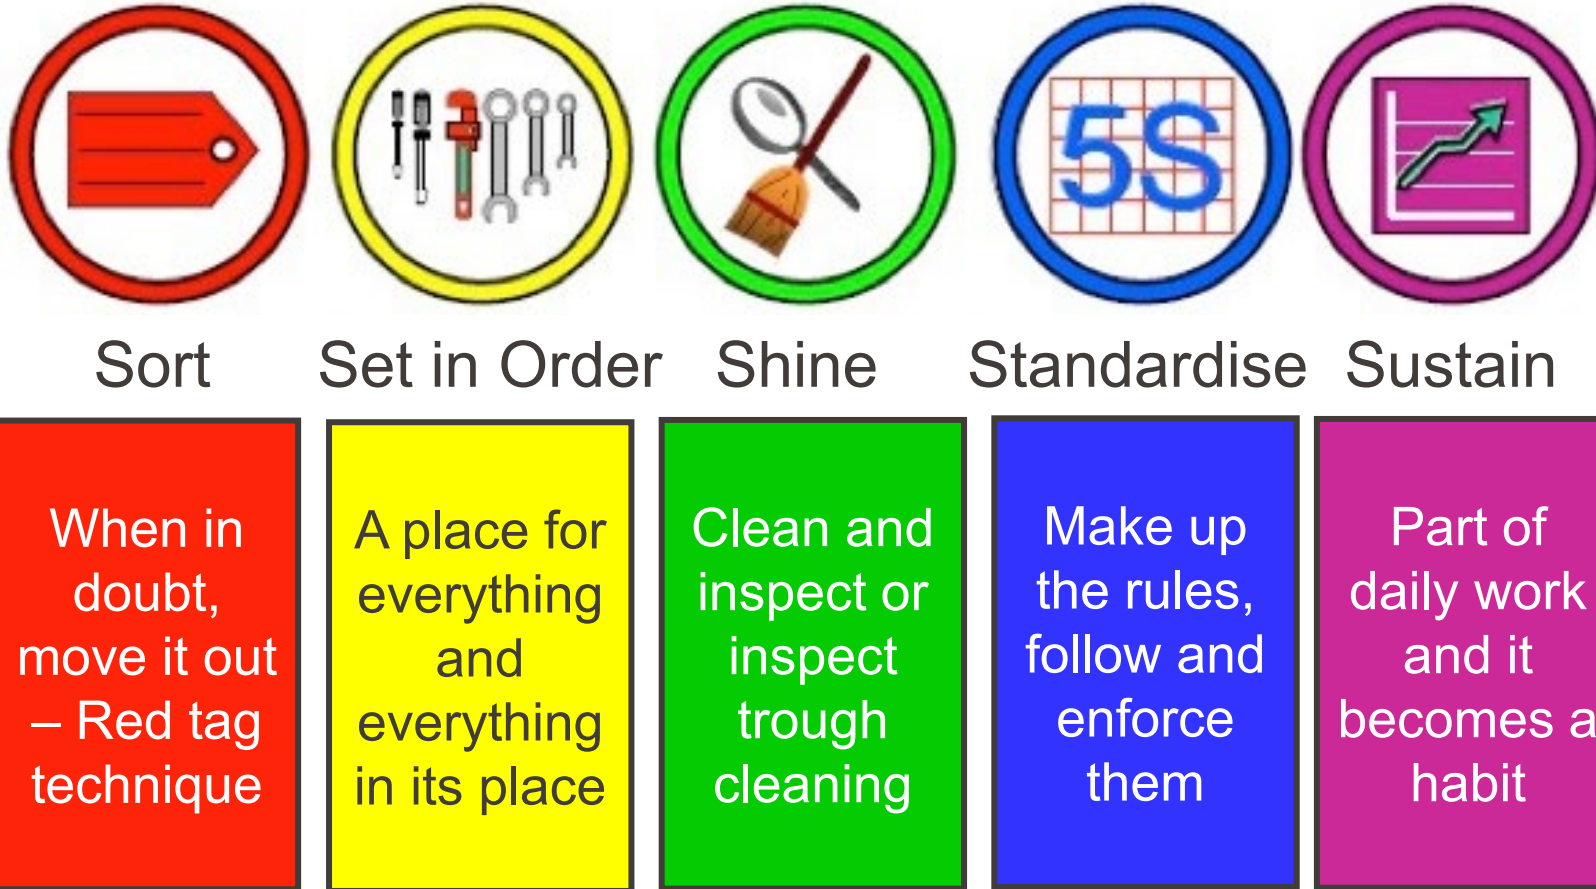 5S
Sort
Set in Order
Shine
Standardise
Sustain
When in
doubt,
move it out
– Red tag
technique
A place for
everything
and
everything
in its place
Clean and
inspect or
inspect
trough
cleaning
Make up
the rules,
follow and
enforce
them
Part of
daily work
and it
becomes a
habit